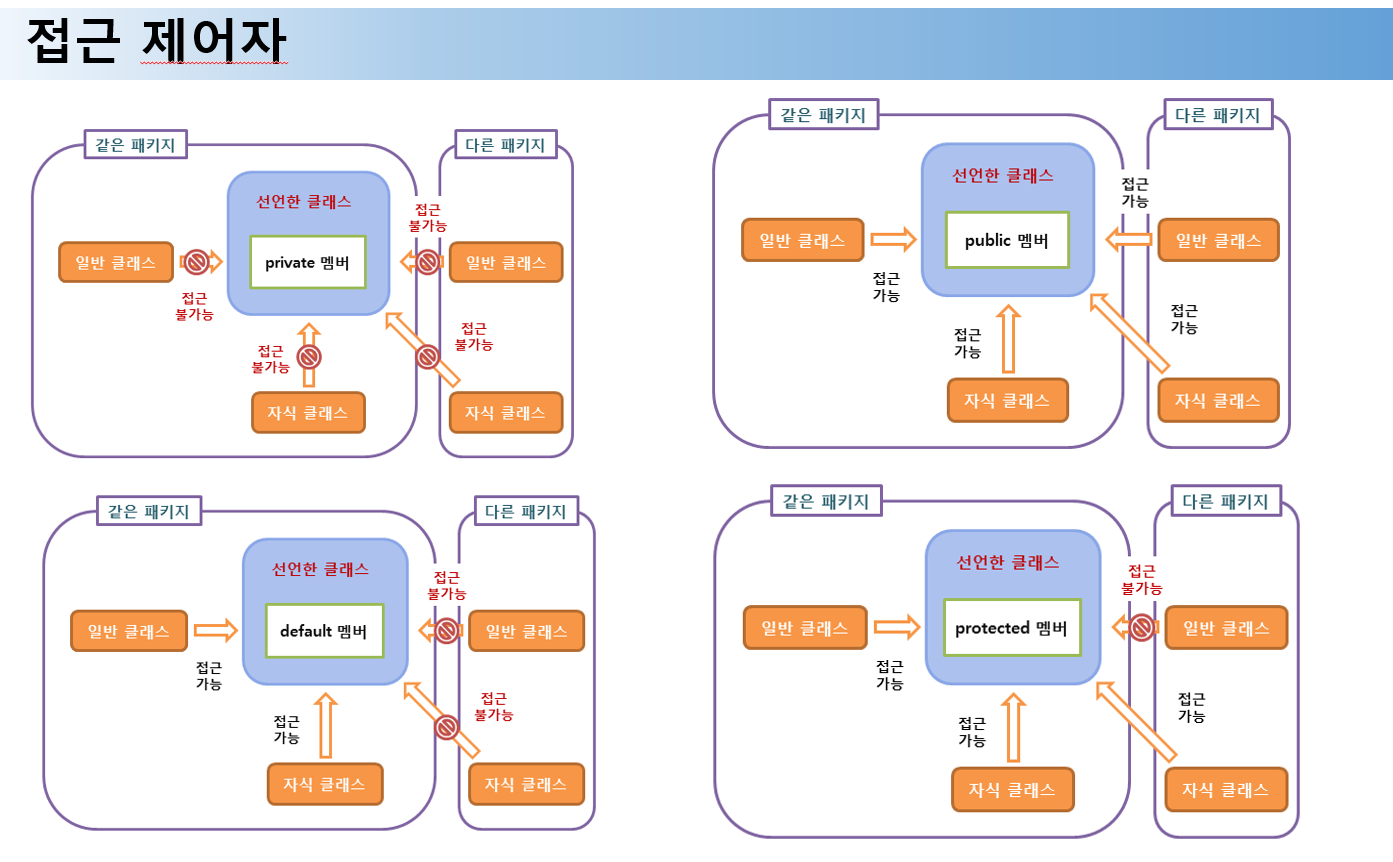 접근 제어자
같은 패키지
다른 패키지
선언한 클래스
private 멤버
일반 클래스
접근
불가능
접근
불가능
일반 클래스
접근
불가능
접근
불가능
자식 클래스
자식 클래스
같은 패키지
다른 패키지
선언한 클래스
public 멤버
일반 클래스
접근
가능
접근
가능
일반 클래스
접근
가능
접근
가능
자식 클래스
자식 클래스
같은 패키지
다른 패키지
선언한 클래스
default 멤버
일반 클래스
접근
가능
접근
불가능
일반 클래스
접근
가능
접근
불가능
자식 클래스
자식 클래스
같은 패키지
다른 패키지
선언한 클래스
protected 멤버
일반 클래스
접근
가능
접근
불가능
일반 클래스
접근
가능
접근
가능
자식 클래스
자식 클래스